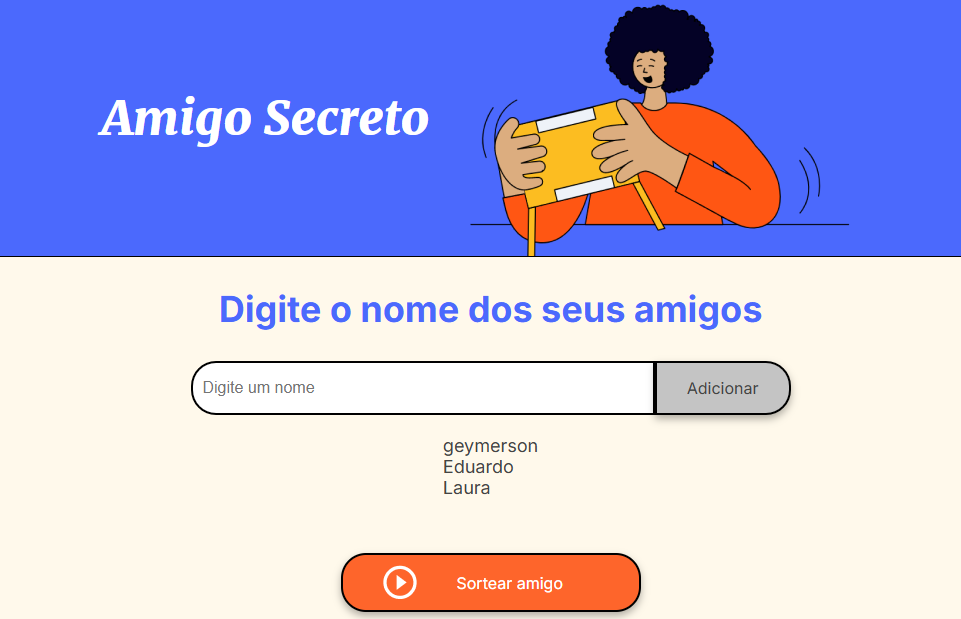 Amigo Secreto
Digite o nome dos seus amigos
Digite um nome
Adicionar
geymerson
Eduardo
Laura
Sortear amigo